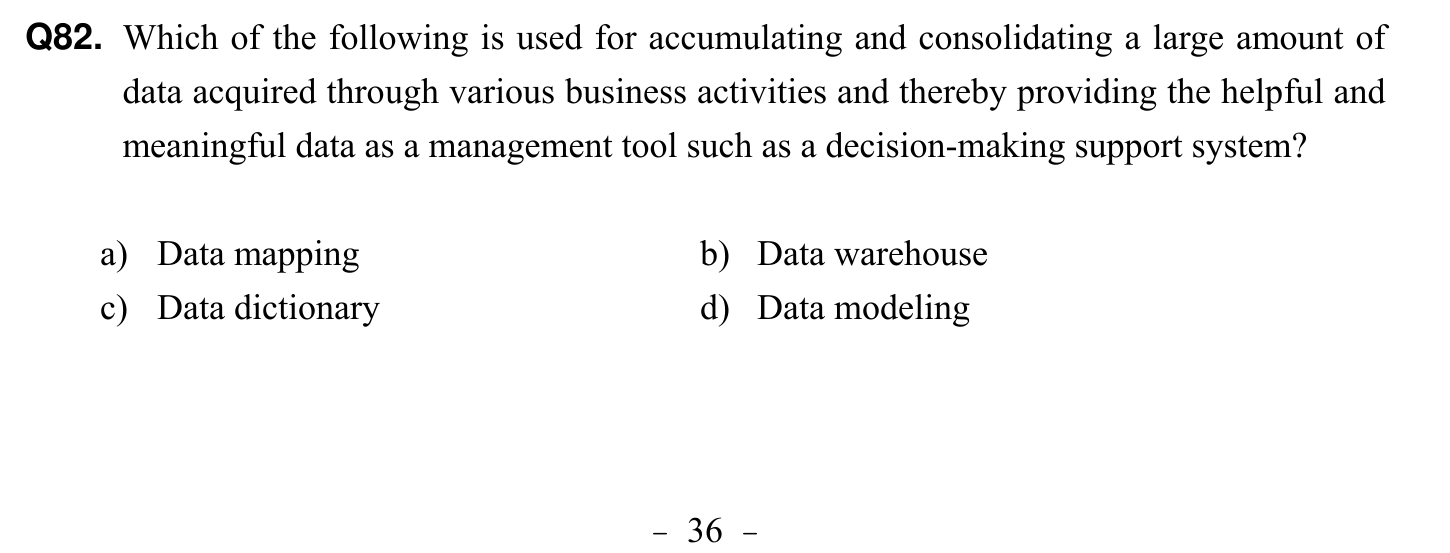 Q82. Which of the following is used for accumulating and consolidating a large amount of
data acquired through various business activities and thereby providing the helpful and
meaningful data as a management tool such as a decision-making support system?
a) Data mapping b) Data warehouse
c) Data dictionary d) Data modeling
– 36 –